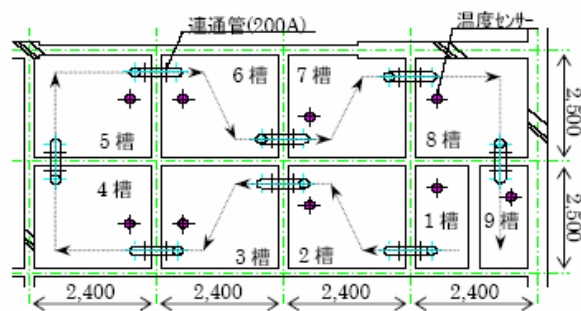 連通管(200A)
温度センサー
6 槽
7 槽
5 槽
8 槽
2,500
4 槽
3 槽
2 槽
1 槽
9 槽
2,500
2,400
2,400
2,400
2,400